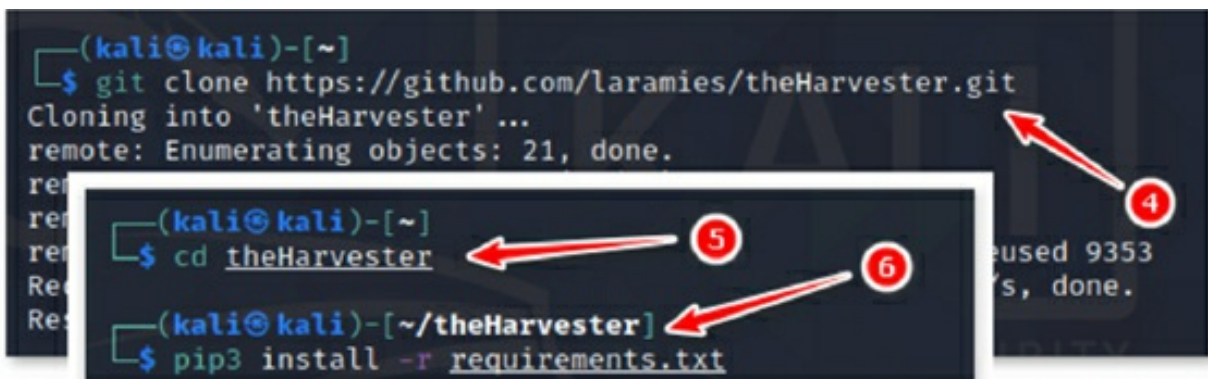 (kali㉿kali)-[~]
$ git clone https://github.com/laramies/theHarvester.git
Cloning into 'theHarvester' ...
remote: Enumerating objects: 21, done.
4
(kali㉿kali)-[~]
$ cd theHarvester
5
eused 9353
's, done.
6
(kali㉿kali)-[~/theHarvester]
$ pip3 install -r requirements.txt